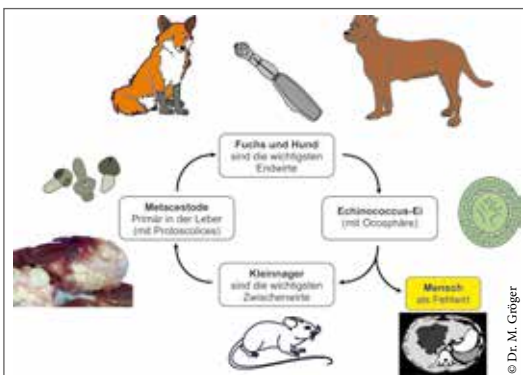 Fuchs und Hund
sind die wichtigsten
Endwirte
Metacestode
Primär in der Leber
(mit Protoscolices)
Echinococcus-Ei
(mit Ocosphäre)
Kleinnager
sind die wichtigsten
Zwischenwirte
Mensch
als Fehlwirt
© Dr. M. Gröger